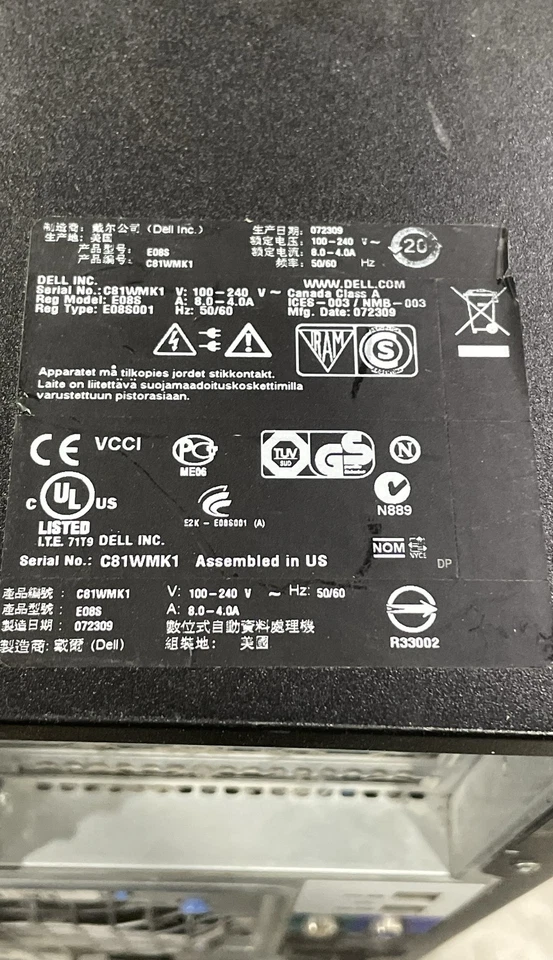 制造商: 戴尔公司 (Dell Inc.)
生产地: 美国
产品型号: E08S
产品编号: C81WMK1
生产日期: 072309
额定电压: 100-240 V~
额定电流: 8.0-4.0A
频率: 50/60 Hz
20
DELL INC.
Serial No.: C81WMK1
Reg Model: E08S
Reg Type: E08S001
V: 100-240 V~
A: 8.0-4.0A
Hz: 50/60
WWW.DELL.COM
Canada Class A
ICES-003 / NMB-003
Mfg. Date: 072309
VRAM
S
Apparatet må tilkoples jordet stikkontakt.
Laite on liitettävä suojamaadoituskoskettimilla
varustettuun pistorasiaan.
CE
VCCI
ME06
TUV
SUD
GS
N
c UL US
LISTED
I.T.E. 71T9 DELL INC.
E2K - E08S001 (A)
N889
Serial No.: C81WMK1 Assembled in US
NOM
NYCE
DP
產品編號: C81WMK1 V: 100-240 V ~ Hz: 50/60
產品型號: E08S A: 8.0-4.0A
製造日期: 072309 數位式自動資料處理機
製造商: 戴爾 (Dell) 組裝地: 美國
R33002